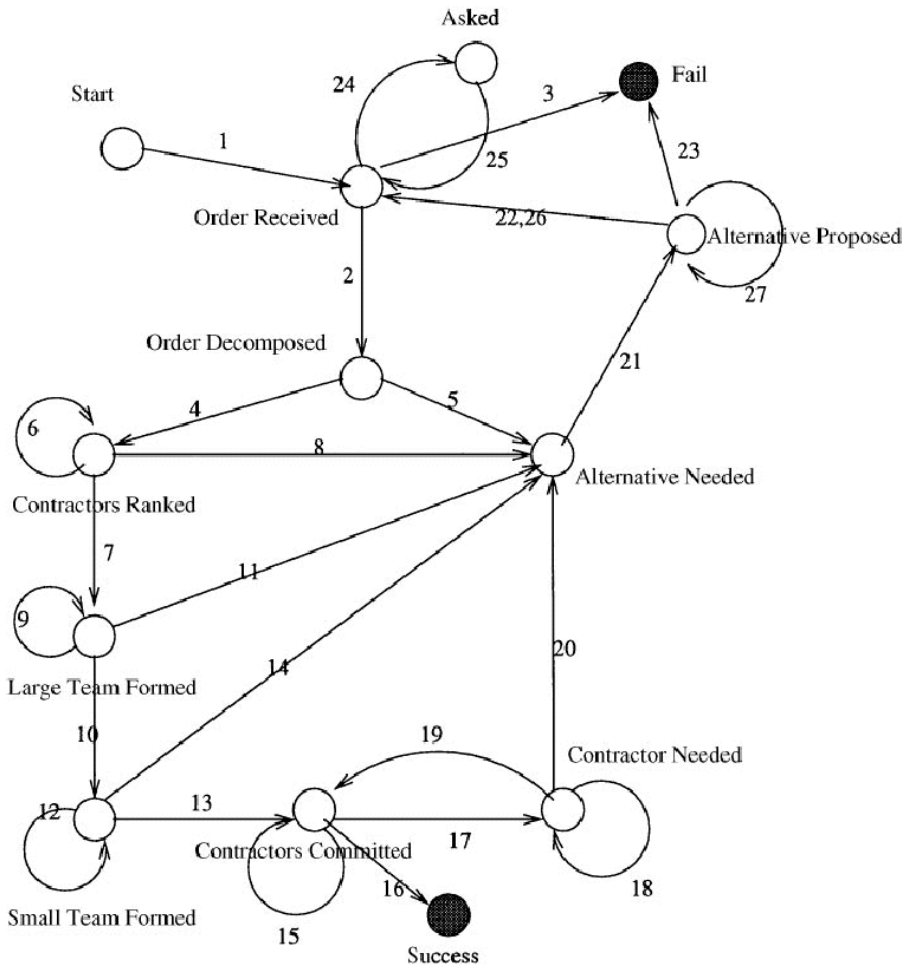 Asked
Fail
Start
24
3
1
25
23
Order Received
22,26
Alternative Proposed
2
27
Order Decomposed
21
4
5
6
8
Contractors Ranked
Alternative Needed
7
11
9
14
20
Large Team Formed
10
19
Contractor Needed
12
13
Contractors Committed
17
16
18
Small Team Formed
15
Success